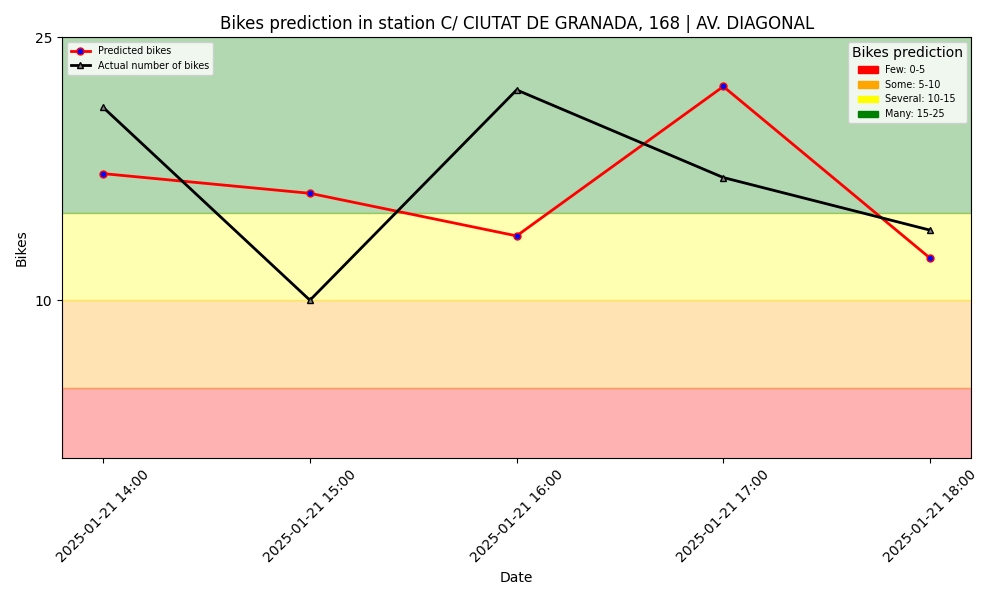 Bikes prediction in station C/ CIUTAT DE GRANADA, 168 | AV. DIAGONAL
25
Predicted bikes
Actual number of bikes
Bikes prediction
Few: 0-5
Some: 5-10
Several: 10-15
Many: 15-25
Bikes
10
2025-01-21 14:00
2025-01-21 15:00
2025-01-21 16:00
2025-01-21 17:00
2025-01-21 18:00
Date